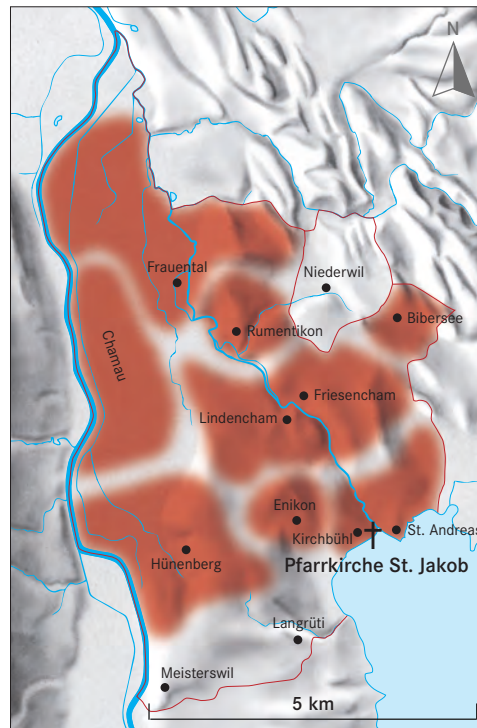 N
Frauental
Niederwil
Bibersee
Rumentikon
Chamau
Friesencham
Lindencham
Enikon
Kirchbühl
St. Andreas
Hünenberg
Pfarrkirche St. Jakob
Langrüti
Meisterswil
5 km